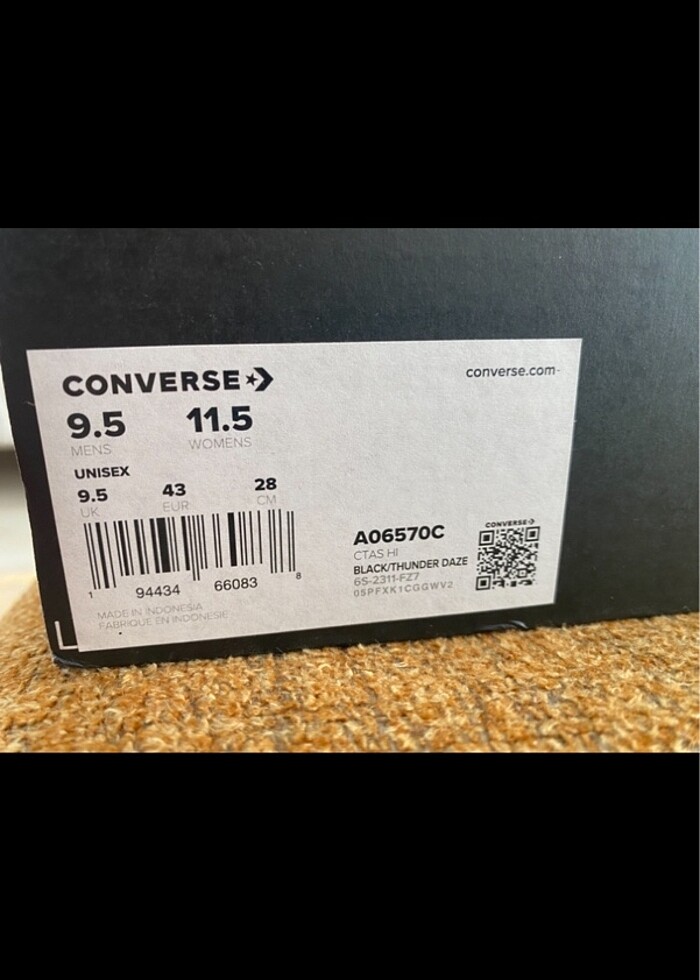 CONVERSE
converse.com
9.5 11.5
MENS WOMENS
UNISEX
9.5 43 28
UK EUR CM
1 94434 66083 8
MADE IN INDONESIA
FABRIQUE EN INDONESIE
CONVERSE
A06570C
CTAS HI
BLACK/THUNDER DAZE
6S-2311-FZ7
05PFXK1CGGWV2